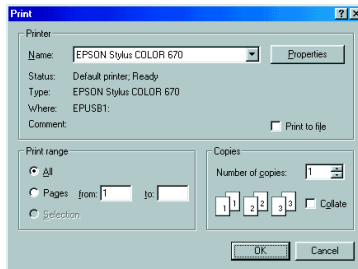 Print
Printer
Name: EPSON Stylus COLOR 670 Properties
Status: Default printer; Ready
Type: EPSON Stylus COLOR 670
Where: EPUSB1:
Comment: Print to file
Print range
All
Pages from: 1 to:
Selection
Copies
Number of copies: 1
1 1 2 2 3 3 Collate
OK Cancel